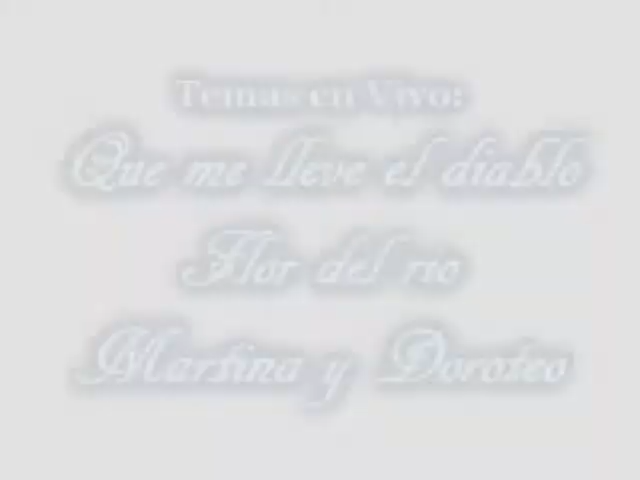 Temas en Vivo:
Que me lleve el diablo
Flor del rio
Martina y Doroteo